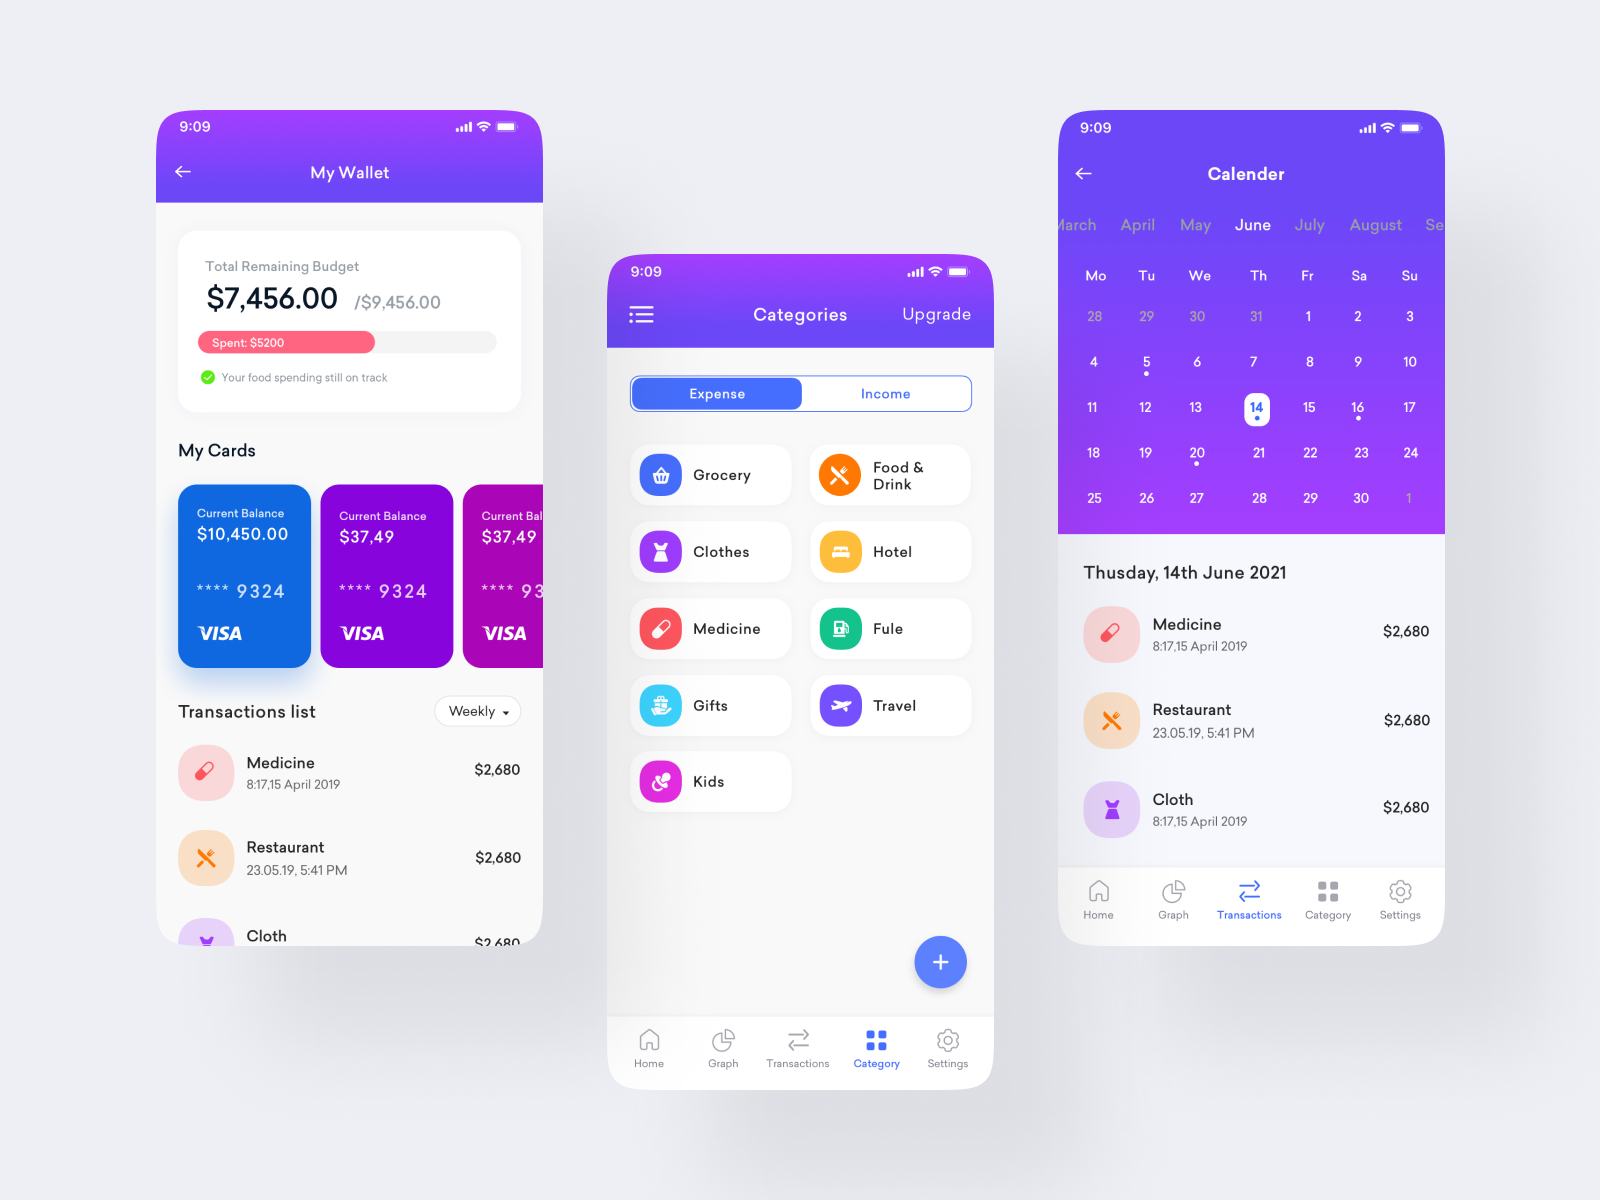 9:09
My Wallet
Total Remaining Budget
$7,456.00 /$9,456.00
Spent: $5200
Your food spending still on track
My Cards
Current Balance
$10,450.00
**** 9324
VISA
Current Balance
$37,49
**** 9324
VISA
Current Bal
$37,49
**** 93
VISA
Transactions list
Weekly
Medicine
8:17,15 April 2019
$2,680
Restaurant
23.05.19, 5:41 PM
$2,680
Cloth
$2,680
9:09
Categories
Upgrade
Expense
Income
Grocery
Food &
Drink
Clothes
Hotel
Medicine
Fule
Gifts
Travel
Kids
Home
Graph
Transactions
Category
Settings
9:09
Calender
March April May June July August Se
Mo Tu We Th Fr Sa Su
28 29 30 31 1 2 3
4 5 6 7 8 9 10
11 12 13 14 15 16 17
18 19 20 21 22 23 24
25 26 27 28 29 30 1
Thusday, 14th June 2021
Medicine
8:17,15 April 2019
$2,680
Restaurant
23.05.19, 5:41 PM
$2,680
Cloth
8:17,15 April 2019
$2,680
Home
Graph
Transactions
Category
Settings